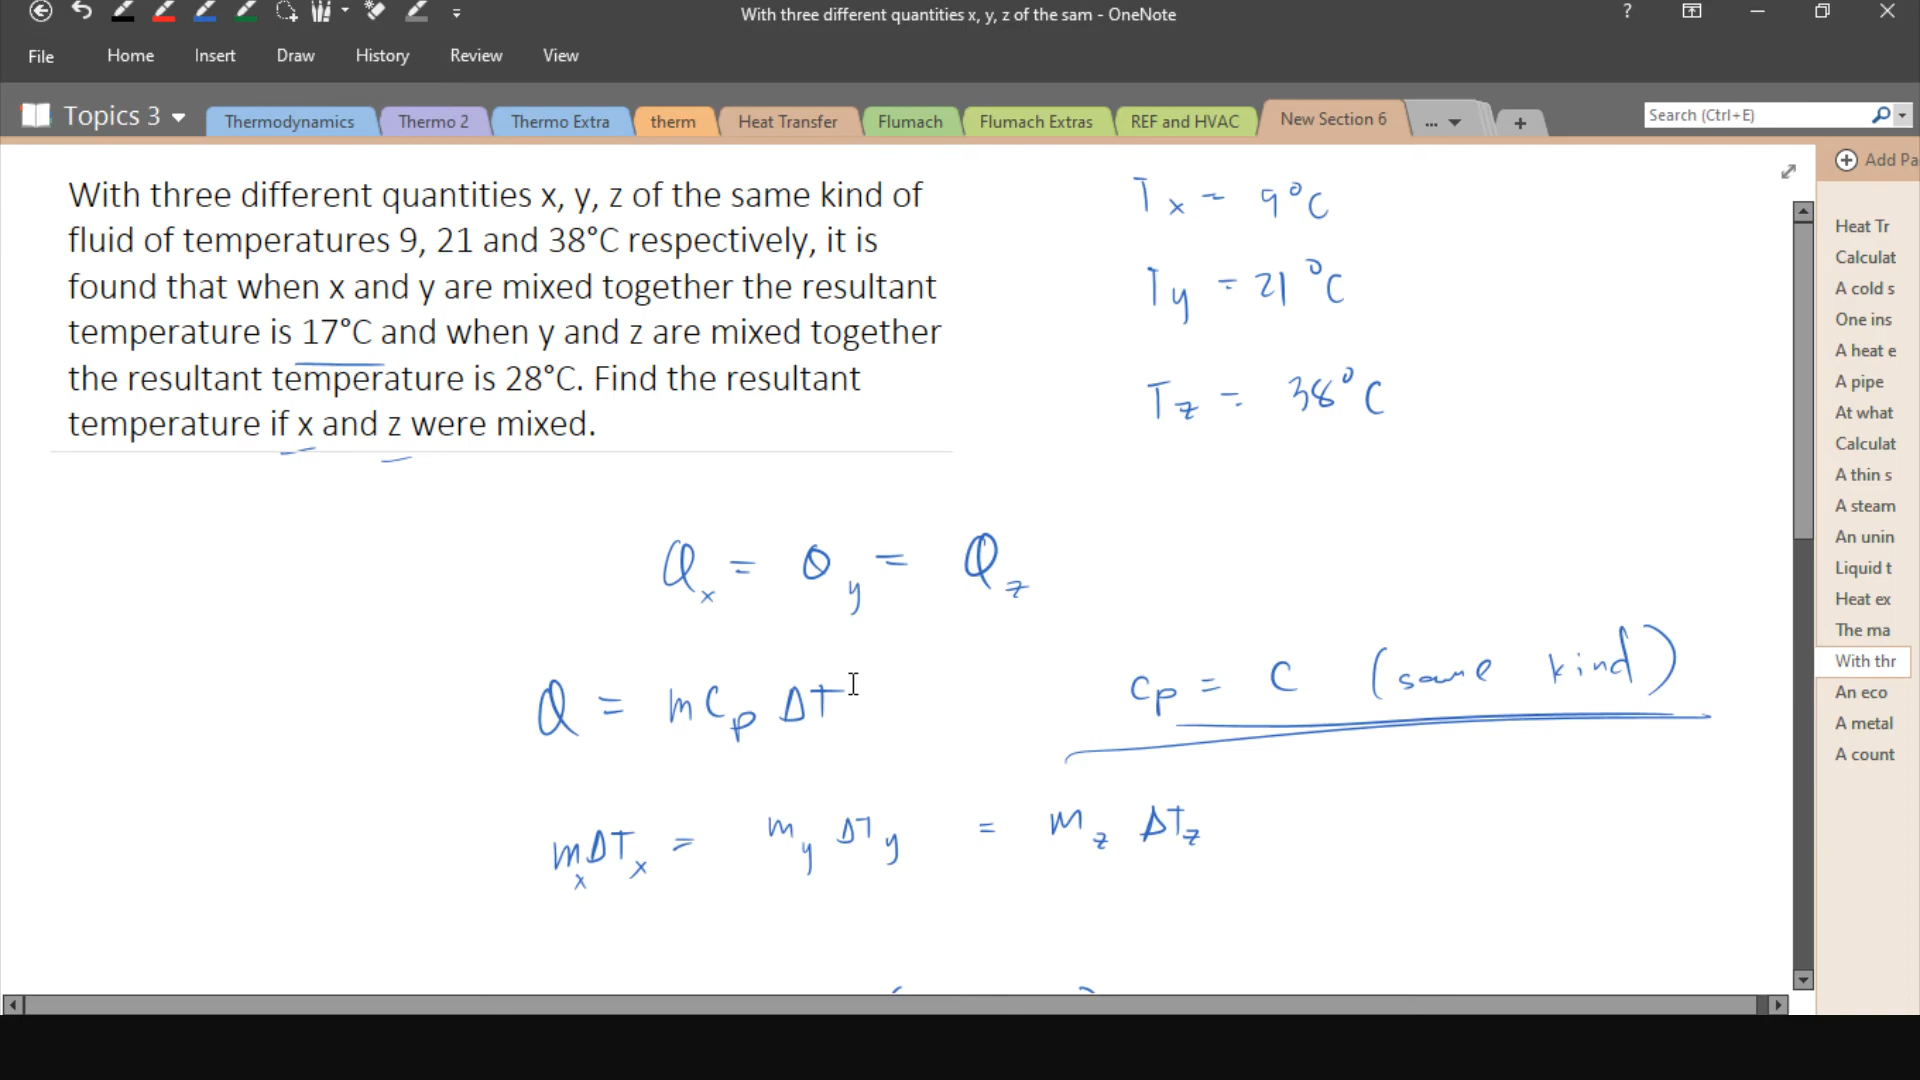 With three different quantities x, y, z of the sam - OneNote
?
File Home Insert Draw History Review View
Topics 3
Thermodynamics Thermo 2 Thermo Extra therm Heat Transfer Flumach Flumach Extras REF and HVAC New Section 6 ... +
Search (Ctrl+E)
Add Pa
With three different quantities x, y, z of the same kind of
fluid of temperatures 9, 21 and 38°C respectively, it is
found that when x and y are mixed together the resultant
temperature is 17°C and when y and z are mixed together
the resultant temperature is 28°C. Find the resultant
temperature if x and z were mixed.
Tx = 9°C
Ty = 21°C
Tz = 38°C
Qx = Qy = Qz
Q = mCp ΔT
Cp = C (same kind)
mxΔTx = my ΔTy = mz ΔTz
Heat Tr
Calculat
A cold s
One ins
A heat e
A pipe
At what
Calculat
A thin s
A steam
An unin
Liquid t
Heat ex
The ma
With thr
An eco
A metal
A count